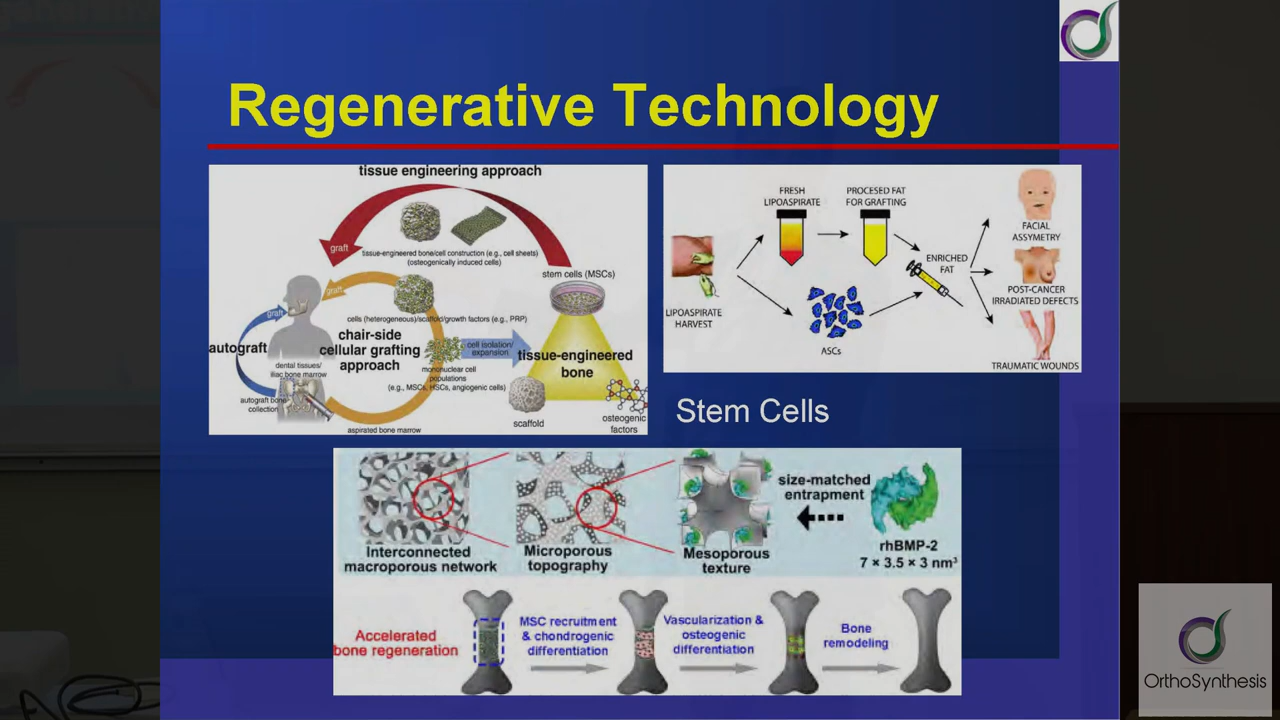 Regenerative Technology
tissue engineering approach
graft
tissue-engineered bone/cell construction (e.g., cell sheets)
(osteogenically induced cells)
stem cells (MSCs)
graft
cells (heterogeneous)/scaffold/growth factors (e.g., PRP)
graft
autograft
chair-side
cellular grafting
approach
cell isolation/
expansion
tissue-engineered
bone
dental tissues/
iliac bone marrow
mononuclear cell
populations
(e.g., MSCs, HSCs, angiogenic cells)
autograft bone
collection
aspirated bone marrow
scaffold
osteogenic
factors
FRESH
LIPOASPIRATE
PROCESED FAT
FOR GRAFTING
LIPOASPIRATE
HARVEST
ASCs
ENRICHED
FAT
FACIAL
ASSYMETRY
POST-CANCER
IRRADIATED DEFECTS
TRAUMATIC WOUNDS
Stem Cells
Interconnected
macroporous network
Microporous
topography
Mesoporous
texture
size-matched
entrapment
rhBMP-2
7 × 3.5 × 3 nm³
Accelerated
bone regeneration
MSC recruitment
& chondrogenic
differentiation
Vascularization &
osteogenic
differentiation
Bone
remodeling
OrthoSynthesis